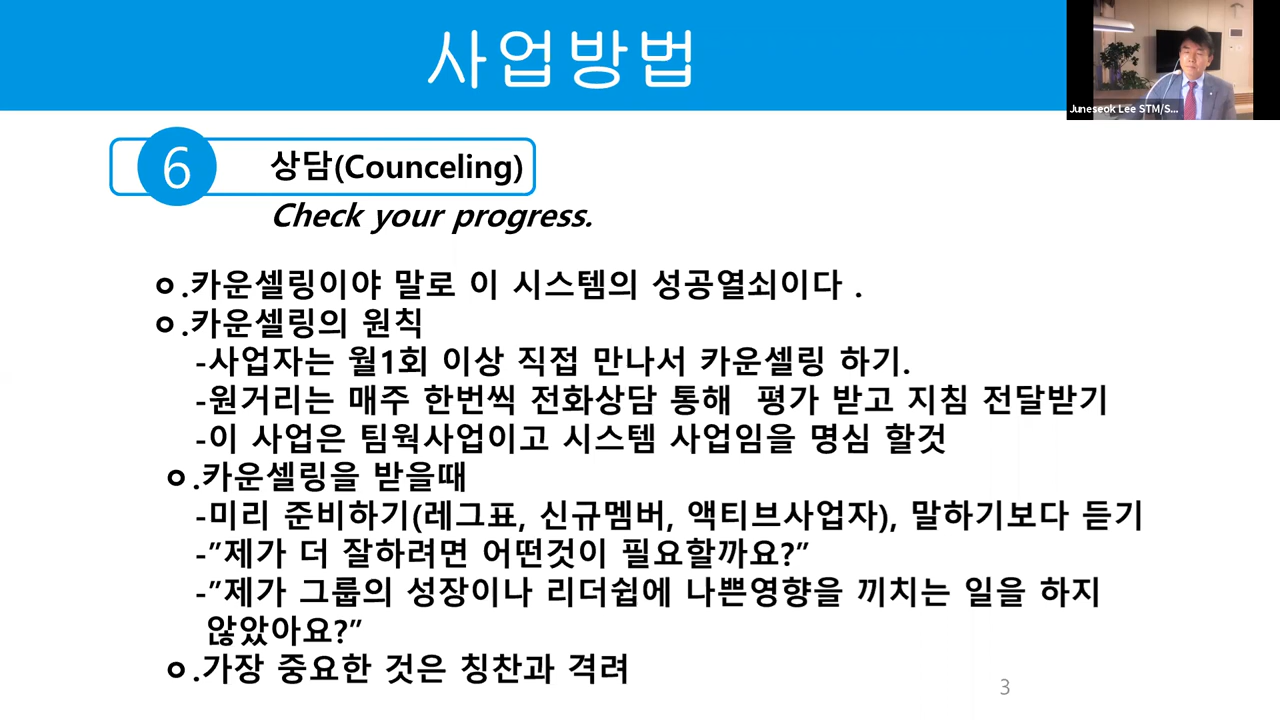 사업방법
Juneseok Lee STM/S...
6
상담(Counceling)
Check your progress.
ㅇ.카운셀링이야 말로 이 시스템의 성공열쇠이다 .
ㅇ.카운셀링의 원칙
-사업자는 월1회 이상 직접 만나서 카운셀링 하기.
-원거리는 매주 한번씩 전화상담 통해  평가 받고 지침 전달받기
-이 사업은 팀웍사업이고 시스템 사업임을 명심 할것
ㅇ.카운셀링을 받을때
-미리 준비하기(레그표, 신규멤버, 액티브사업자), 말하기보다 듣기
-”제가 더 잘하려면 어떤것이 필요할까요?”
-”제가 그룹의 성장이나 리더쉽에 나쁜영향을 끼치는 일을 하지
않았아요?”
ㅇ.가장 중요한 것은 칭찬과 격려
3